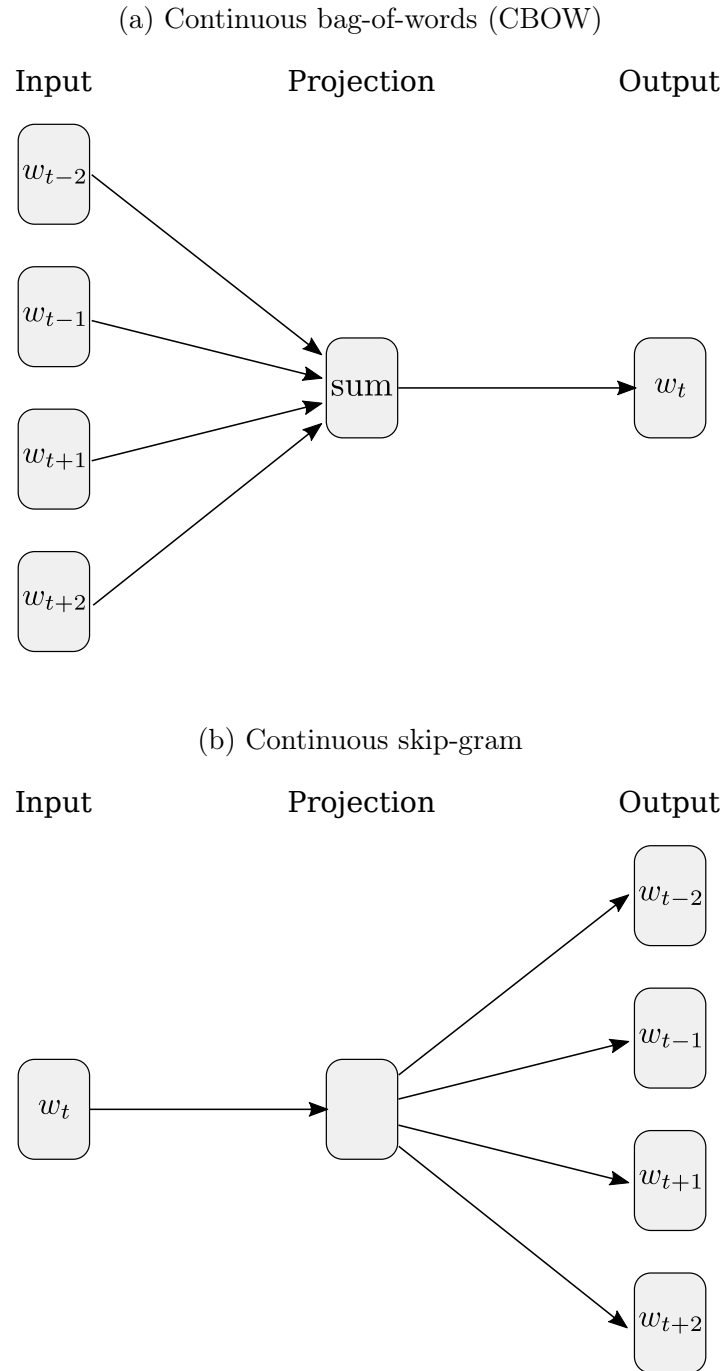 (a) Continuous bag-of-words (CBOW)
Input Projection Output
w_{t−2}
w_{t−1}
sum w_t
w_{t+1}
w_{t+2}
(b) Continuous skip-gram
Input Projection Output
w_{t−2}
w_{t−1}
w_t
w_{t+1}
w_{t+2}